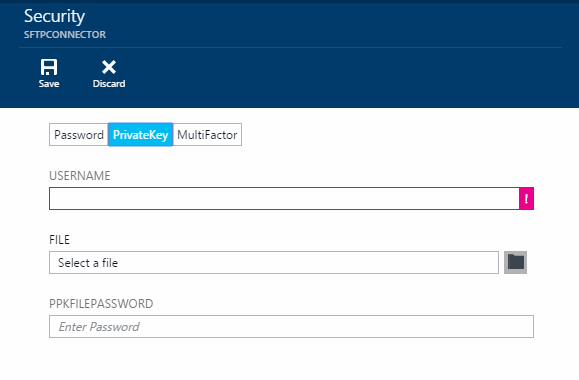 Security
SFTPCONNECTOR
Save Discard
Password PrivateKey MultiFactor
USERNAME
!
FILE
Select a file
PPKFILEPASSWORD
Enter Password